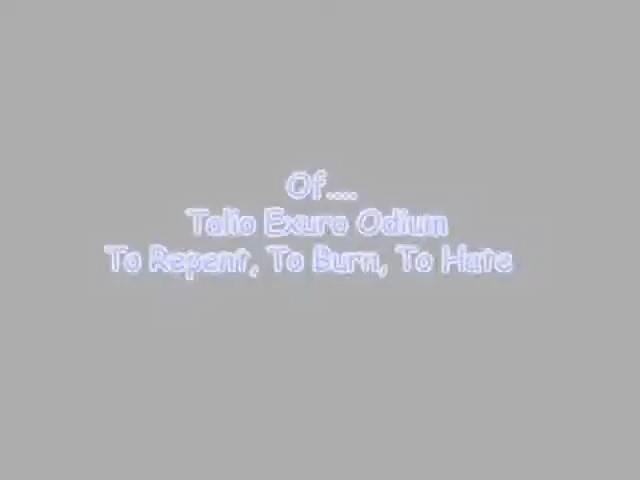 Of....
Talio Exuro Odium
To Repent, To Burn, To Hate